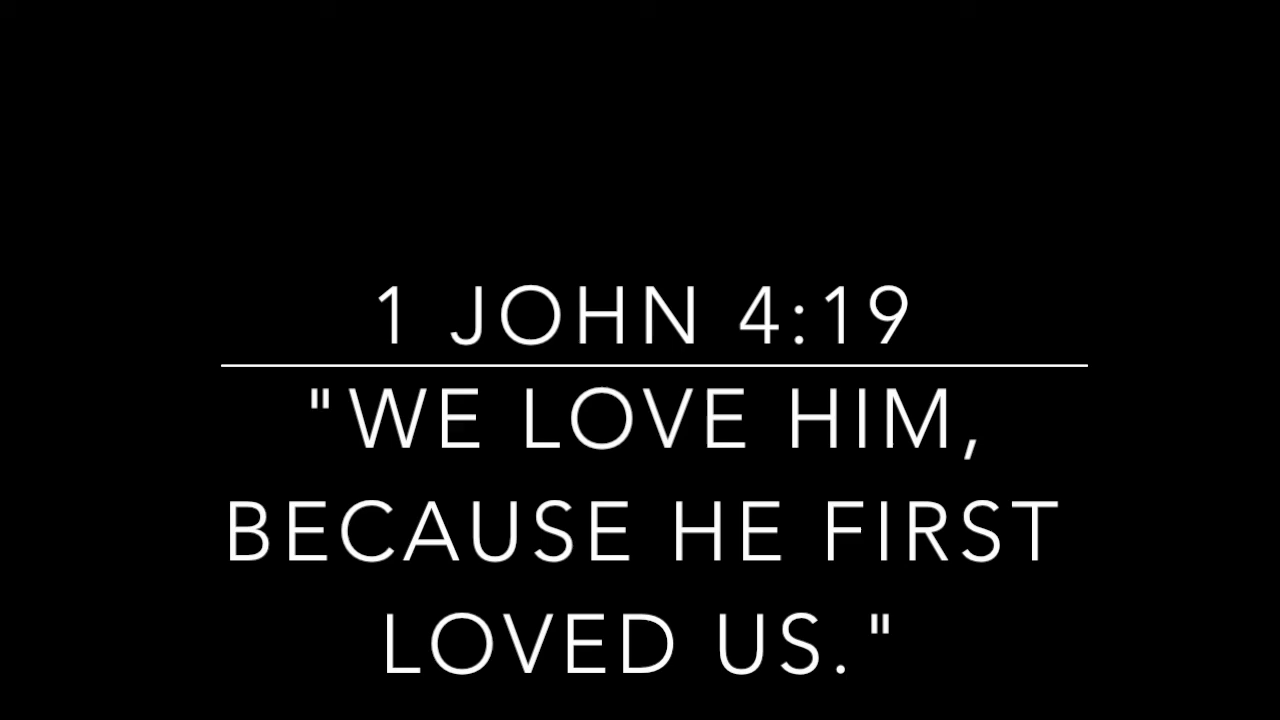 1 JOHN 4:19
"WE LOVE HIM,
BECAUSE HE FIRST
LOVED US."